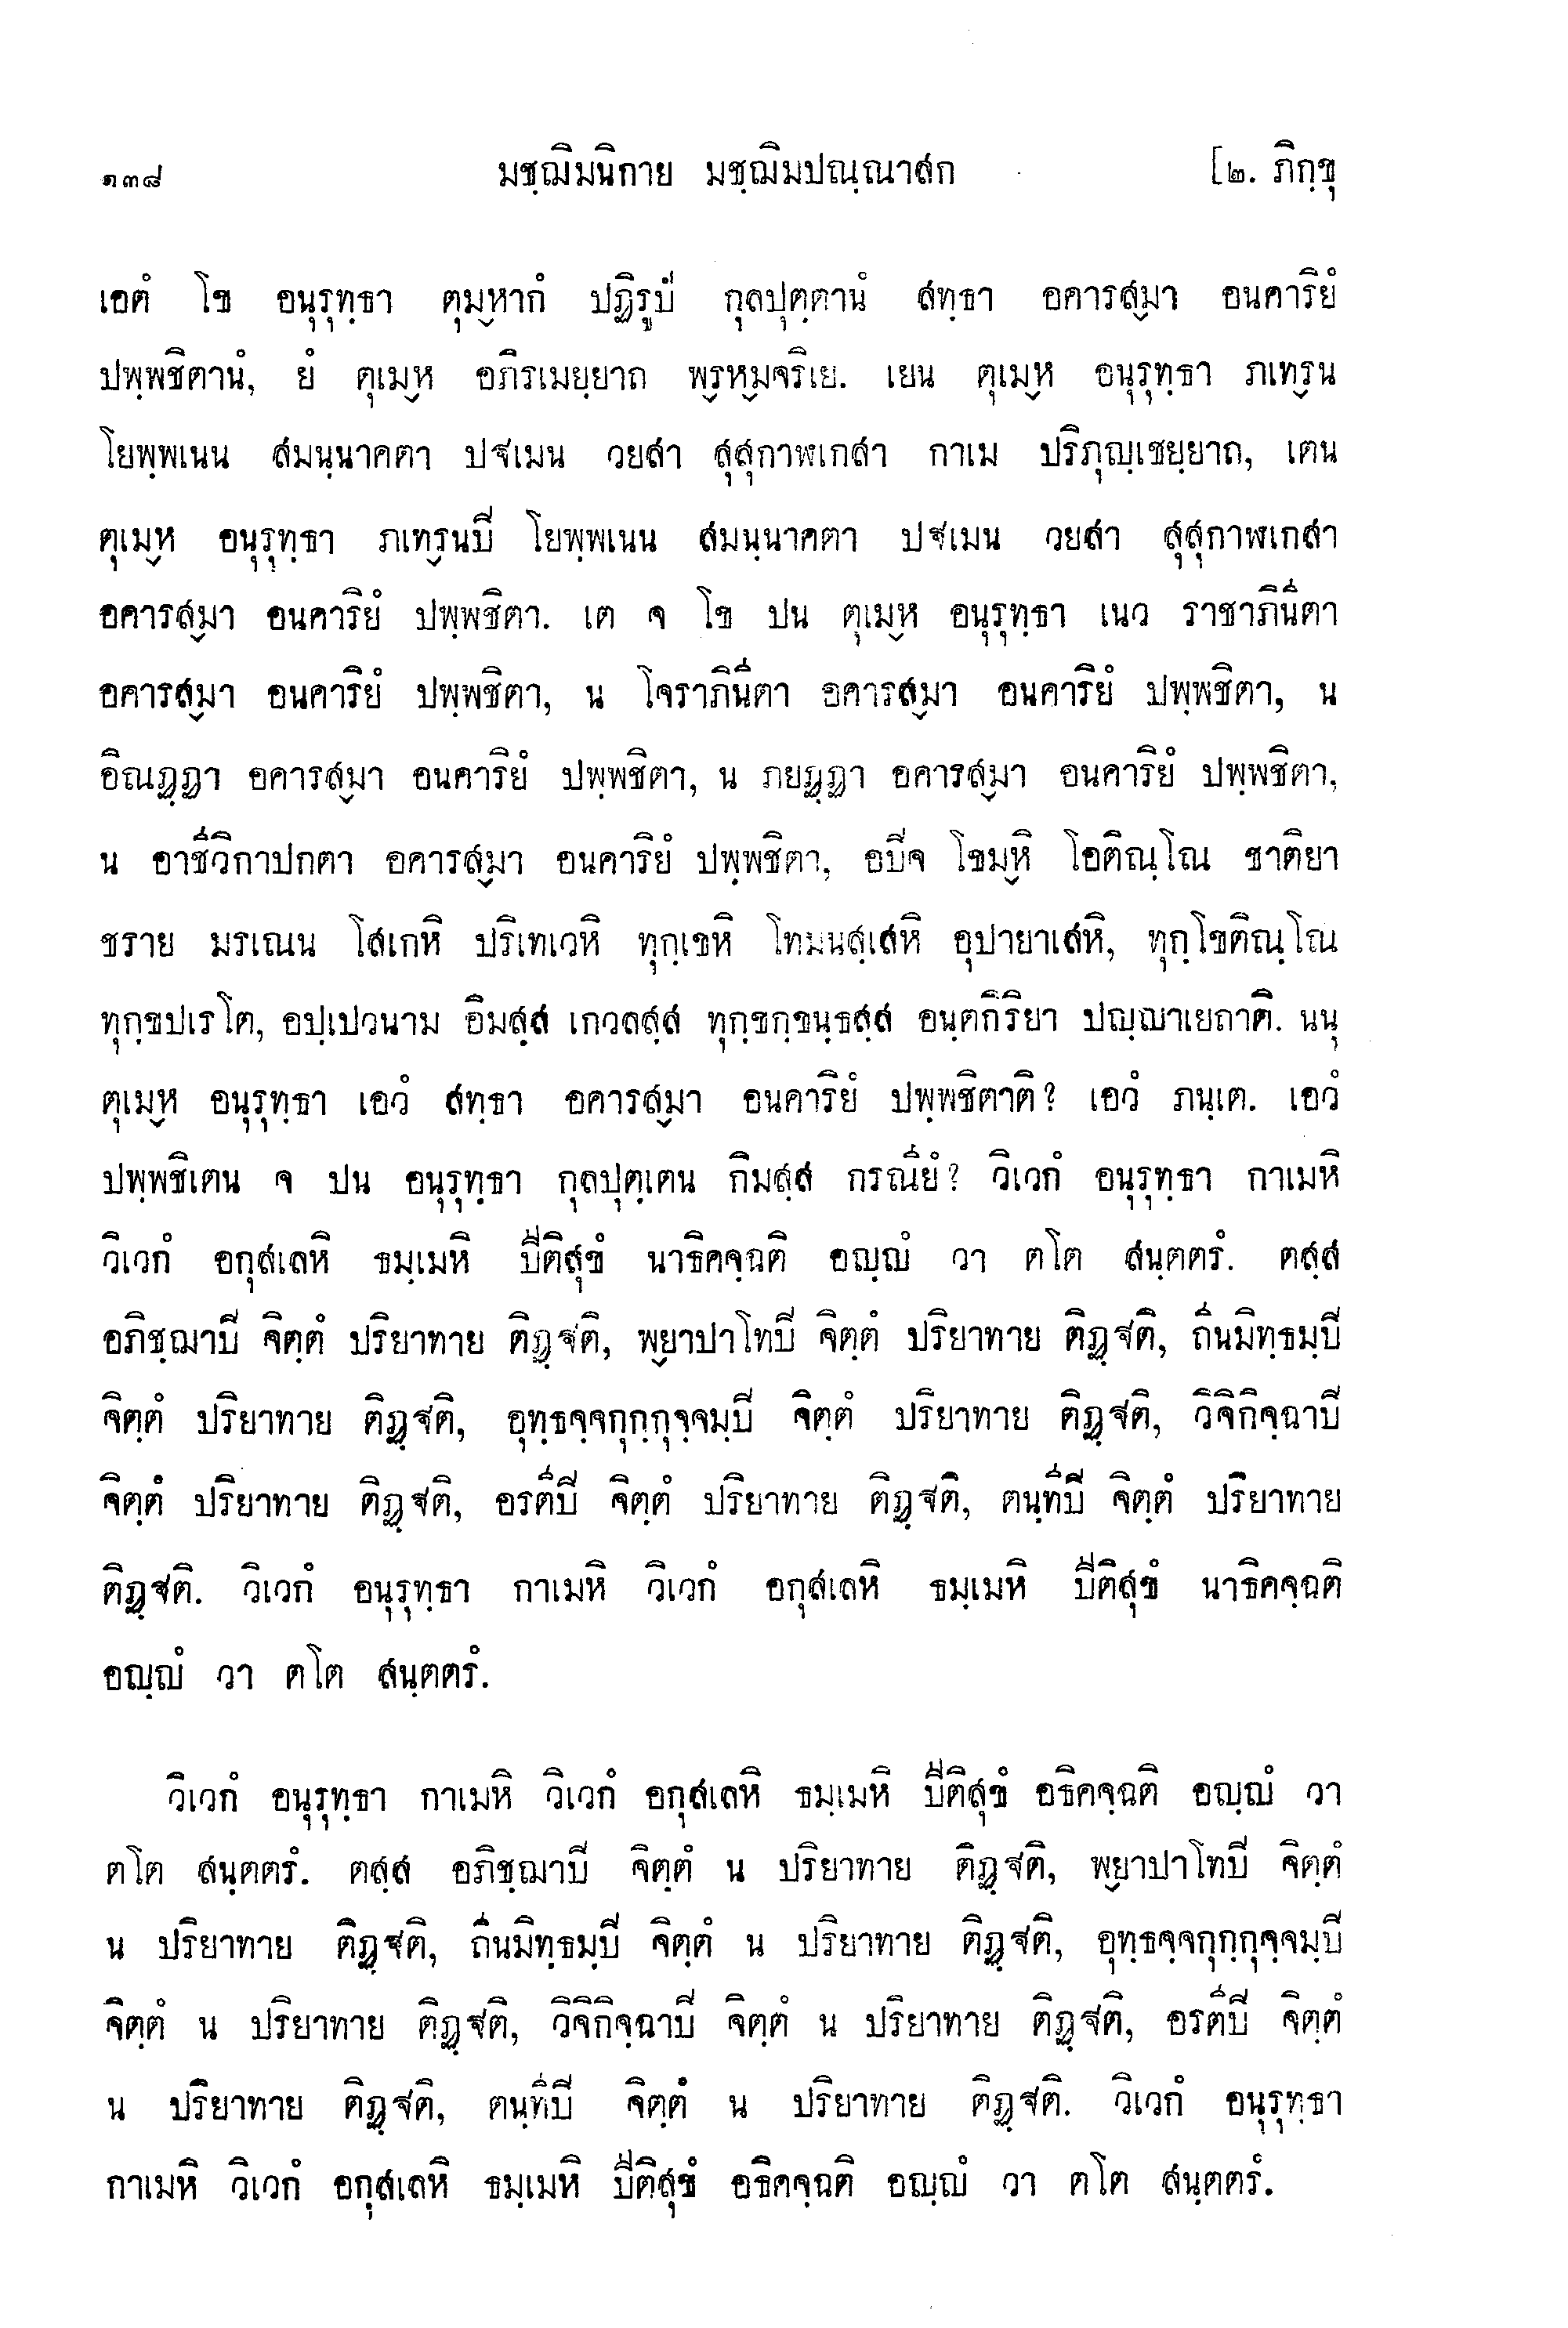 ๑๓๘ มชฺฌิมนิกาย มชฺฌิมปณฺณาสก [๒. ภิกฺขุ
เอตํ โข อนุรุทฺธา ตุม๎หากํ ปฏิรูปํ กุลปุตฺตานํ สทฺธา อคารส๎มา อนคาริยํ
ปพฺพชิตานํ, ยํ ตุเม๎ห อภิรเมยฺยาถ พ๎รห๎มจริเย. เยน ตุเม๎ห อนุรุทฺธา ภเท๎รน
โยพฺพเนน สมนฺนาคตา ปฐเมน วยสา สุสุกาฬเกสา กาเม ปริภุญฺเชยฺยาถ, เตน
ตุเม๎ห อนุรุทฺธา ภเท๎รนปิ โยพฺพเนน สมนฺนาคตา ปฐเมน วยสา สุสุกาฬเกสา
อคารส๎มา อนคาริยํ ปพฺพชิตา. เต จ โข ปน ตุเม๎ห อนุรุทฺธา เนว ราชาภินีตา
อคารส๎มา อนคาริยํ ปพฺพชิตา, น โจราภินีตา อคารส๎มา อนคาริยํ ปพฺพชิตา, น
อิณฏฺฏา อคารส๎มา อนคาริยํ ปพฺพชิตา, น ภยฏฺฏา อคารส๎มา อนคาริยํ ปพฺพชิตา,
น อาชีวิกาปกตา อคารส๎มา อนคาริยํ ปพฺพชิตา, อปิจ โขม๎หิ โอติณฺโณ ชาติยา
ชราย มรเณน โสเกหิ ปริเทเวหิ ทุกฺเขหิ โทมนสฺเสหิ อุปายาเสหิ, ทุกฺโขติณฺโณ
ทุกฺขปเรโต, อปฺเปวนาม อิมสฺส เกวลสฺส ทุกฺขกฺขนฺธสฺส อนฺตกิริยา ปญฺญาเยถาติ. นนุ
ตุเม๎ห อนุรุทฺธา เอวํ สทฺธา อคารส๎มา อนคาริยํ ปพฺพชิตาติ? เอวํ ภนฺเต. เอวํ
ปพฺพชิเตน จ ปน อนุรุทฺธา กุลปุตฺเตน กิมสฺส กรณียํ? วิเวกํ อนุรุทฺธา กาเมหิ
วิเวกํ อกุสเลหิ ธมฺเมหิ ปีติสุขํ นาธิคจฺฉติ อญฺญํ วา ตโต สนฺตตรํ. ตสฺส
อภิชฺฌาปิ จิตฺตํ ปริยาทาย ติฏฺฐติ, พ๎ยาปาโทปิ จิตฺตํ ปริยาทาย ติฏฺฐติ, ถีนมิทฺธมฺปิ
จิตฺตํ ปริยาทาย ติฏฺฐติ, อุทฺธจฺจกุกฺกุจฺจมฺปิ จิตฺตํ ปริยาทาย ติฏฺฐติ, วิจิกิจฺฉาปิ
จิตฺตํ ปริยาทาย ติฏฺฐติ, อรตีปิ จิตฺตํ ปริยาทาย ติฏฺฐติ, ตนฺทีปิ จิตฺตํ ปริยาทาย
ติฏฺฐติ. วิเวกํ อนุรุทฺธา กาเมหิ วิเวกํ อกุสเลหิ ธมฺเมหิ ปีติสุขํ นาธิคจฺฉติ
อญฺญํ วา ตโต สนฺตตรํ.
วิเวกํ อนุรุทฺธา กาเมหิ วิเวกํ อกุสเลหิ ธมฺเมหิ ปีติสุขํ อธิคจฺฉติ อญฺญํ วา
ตโต สนฺตตรํ. ตสฺส อภิชฺฌาปิ จิตฺตํ น ปริยาทาย ติฏฺฐติ, พ๎ยาปาโทปิ จิตฺตํ
น ปริยาทาย ติฏฺฐติ, ถีนมิทฺธมฺปิ จิตฺตํ น ปริยาทาย ติฏฺฐติ, อุทฺธจฺจกุกฺกุจฺจมฺปิ
จิตฺตํ น ปริยาทาย ติฏฺฐติ, วิจิกิจฺฉาปิ จิตฺตํ น ปริยาทาย ติฏฺฐติ, อรตีปิ จิตฺตํ
น ปริยาทาย ติฏฺฐติ, ตนฺทีปิ จิตฺตํ น ปริยาทาย ติฏฺฐติ. วิเวกํ อนุรุทฺธา
กาเมหิ วิเวกํ อกุสเลหิ ธมฺเมหิ ปีติสุขํ อธิคจฺฉติ อญฺญํ วา ตโต สนฺตตรํ.